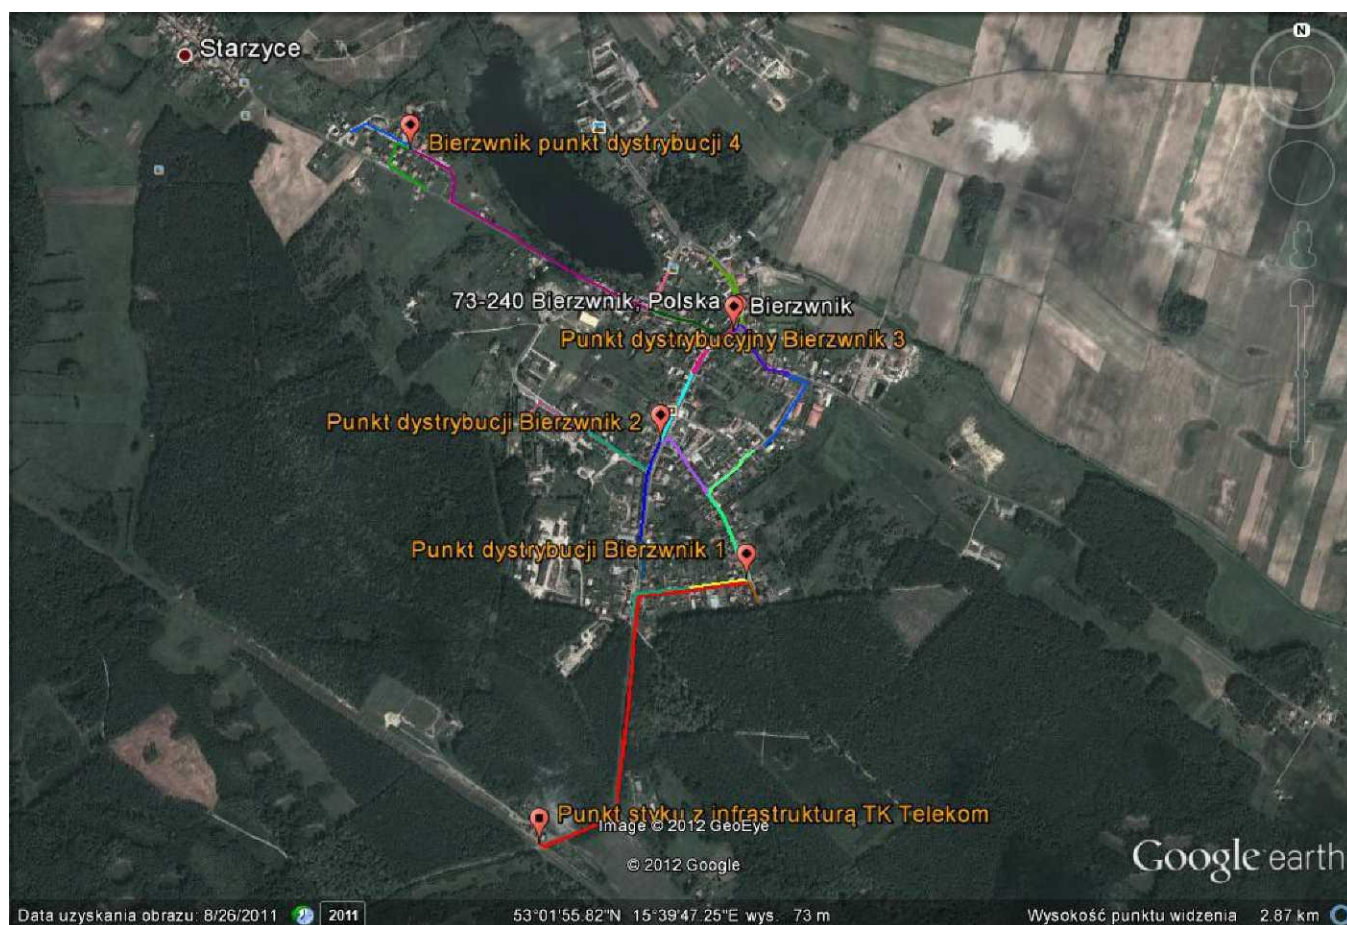 N
Starzyce
Bierzwnik punkt dystrybucji 4
73-240 Bierzwnik, Polska
Bierzwnik
Punkt dystrybucyjny Bierzwnik 3
Punkt dystrybucji Bierzwnik 2
Punkt dystrybucji Bierzwnik 1
Punkt styku z infrastrukturą TK Telekom
Image © 2012 GeoEye
© 2012 Google
Google earth
Data uzyskania obrazu: 8/26/2011
2011
53°01'55.82"N 15°39'47.25"E wys. 73 m
Wysokość punktu widzenia 2.87 km